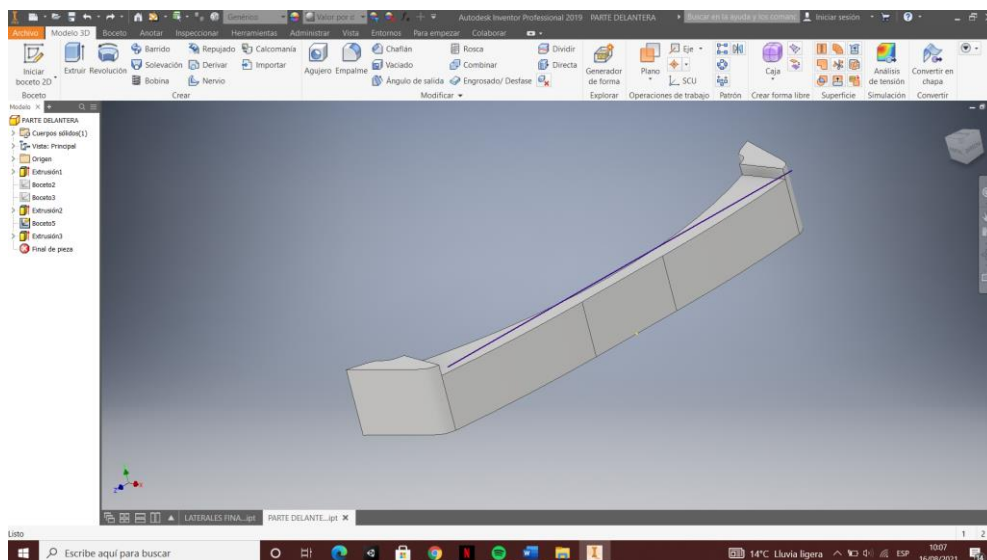 Genérico
Valor por d
Autodesk Inventor Professional 2019 PARTE DELANTERA
Buscar en la ayuda y los comanc
Iniciar sesión
Archivo Modelo 3D Boceto Anotar Inspeccionar Herramientas Administrar Vista Entornos Para empezar Colaborar
Iniciar boceto 2D
Extruir
Revolución
Barrido
Solevación
Bobina
Repujado
Derivar
Nervio
Calcomanía
Importar
Agujero
Empalme
Chaflán
Vaciado
Ángulo de salida
Rosca
Combinar
Engrosado/ Desfase
Dividir
Directa
Generador de forma
Plano
Eje
SCU
Caja
Análisis de tensión
Convertir en chapa
Boceto
Crear
Modificar
Explorar
Operaciones de trabajo
Patrón
Crear forma libre
Superficie
Simulación
Convertir
Modelo
PARTE DELANTERA
Cuerpos sólidos(1)
Vista: Principal
Origen
Extrusión1
Boceto2
Boceto3
Extrusión2
Boceto5
Extrusión3
Final de pieza
LATERALES FINA...ipt
PARTE DELANTE...ipt
Listo
1 2
Escribe aquí para buscar
14°C Lluvia ligera
ESP
10:07
16/08/2021